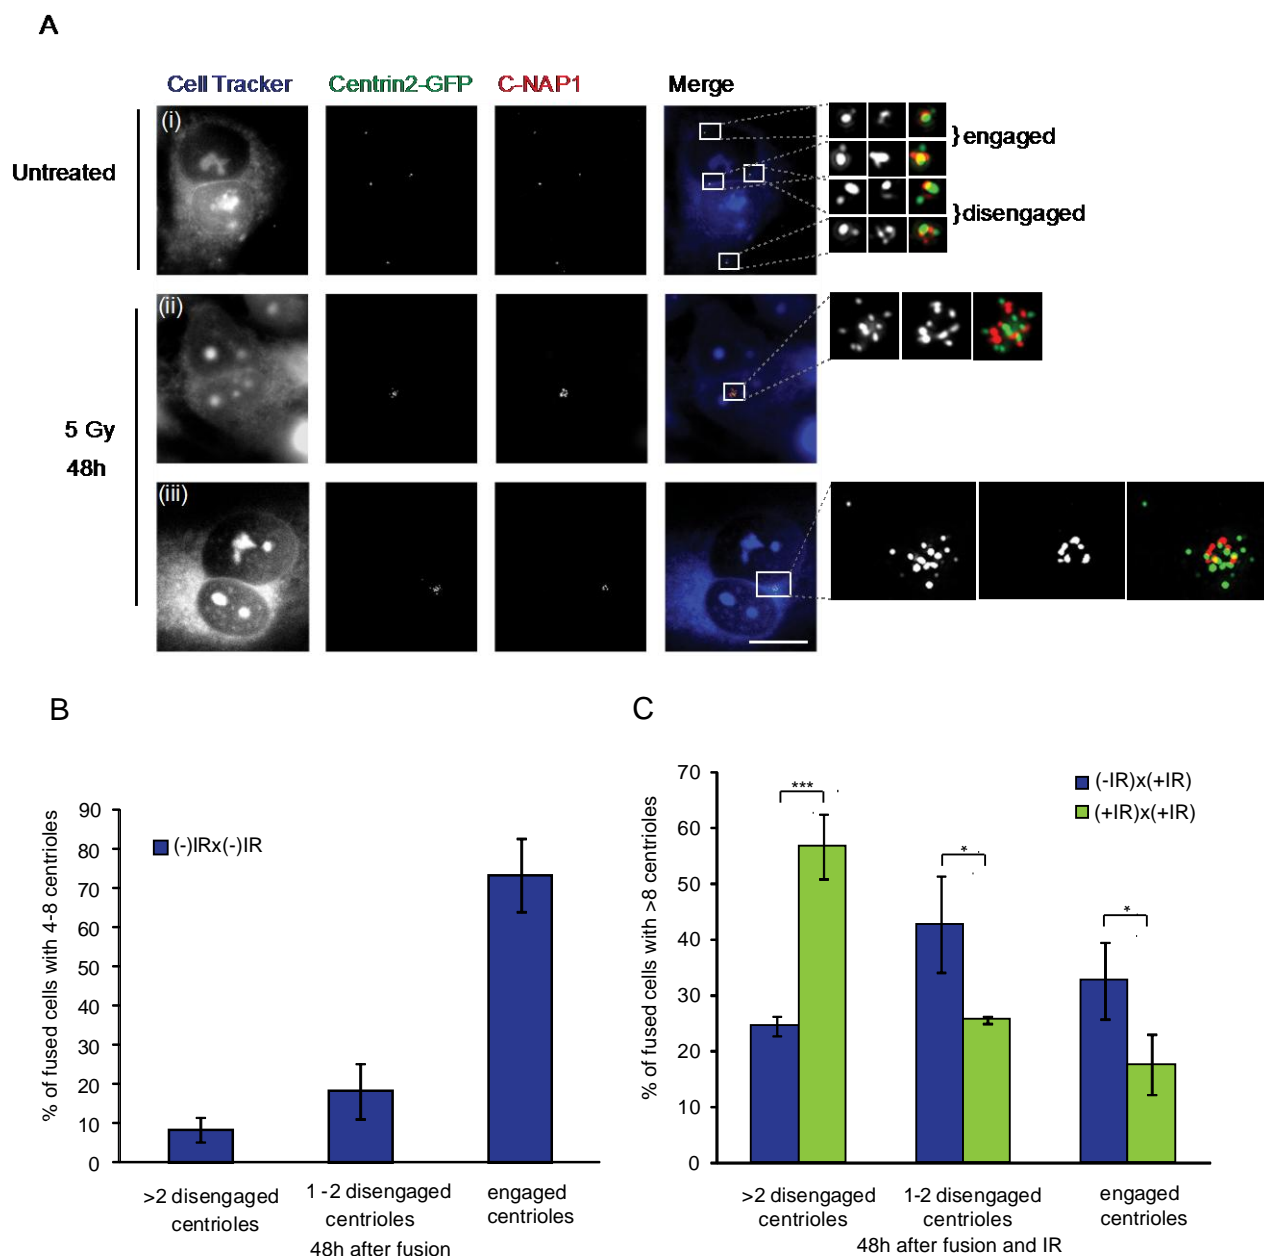 A
Cell Tracker Centrin2-GFP C-NAP1 Merge
Untreated
(i)
}engaged
}disengaged
5 Gy
48h
(ii)
(iii)
B
% of fused cells with 4-8 centrioles
90
80
70
60
50
40
30
20
10
0
(-)IRx(-)IR
>2 disengaged
centrioles
1 -2 disengaged
centrioles
engaged
centrioles
48h after fusion
C
% of fused cells with >8 centrioles
70
60
50
40
30
20
10
0
(-IR)x(+IR)
(+IR)x(+IR)
***
*
*
>2 disengaged
centrioles
1-2 disengaged
centrioles
engaged
centrioles
48h after fusion and IR